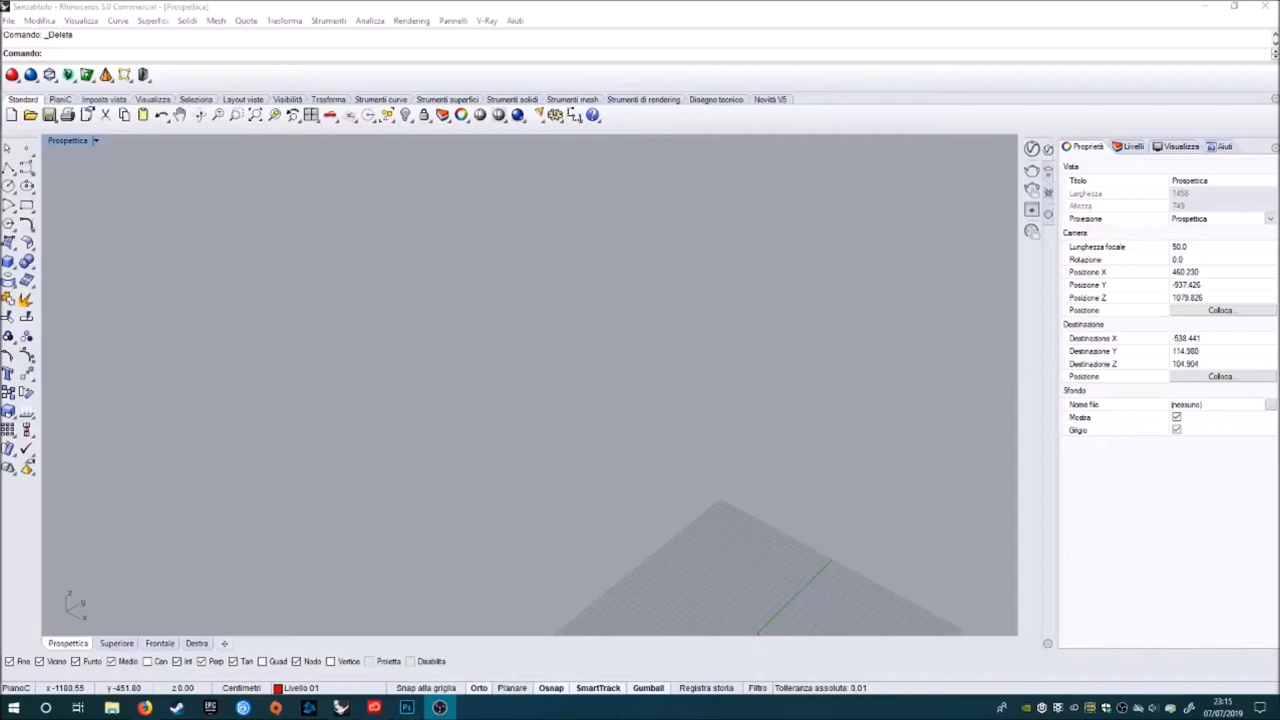 Senzatitolo - Rhinoceros 5.0 Commercial - [Prospettica]
File Modifica Visualizza Curve Superfici Solidi Mesh Quote Trasforma Strumenti Analizza Rendering Pannelli V-Ray Aiuti
Comando: _Delete
Comando:
Standard PianiC Imposta vista Visualizza Seleziona Layout viste Visibilità Trasforma Strumenti curve Strumenti superfici Strumenti solidi Strumenti mesh Strumenti di rendering Disegno tecnico Novità V5
Prospettica
Proprietà Livelli Visualizza Aiuti
Vista
Titolo Prospettica
Larghezza 1458
Altezza 749
Proiezione Prospettica
Camera
Lunghezza focale 50.0
Rotazione 0.0
Posizione X 460.230
Posizione Y -937.426
Posizione Z 1079.826
Posizione Colloca...
Destinazione
Destinazione X -538.441
Destinazione Y 114.980
Destinazione Z 104.904
Posizione Colloca...
Sfondo
Nome file (nessuno)
Mostra
Grigio
z
y
x
Prospettica Superiore Frontale Destra
Fine Vicino Punto Medio Cen Int Perp Tan Quad Nodo Vertice Proietta Disabilita
PianoC x -1180.55 y -451.80 z 0.00 Centimetri Livello 01 Snap alla griglia Orto Planare Osnap SmartTrack Gumball Registra storia Filtro Tolleranza assoluta: 0.01
23:15
07/07/2019